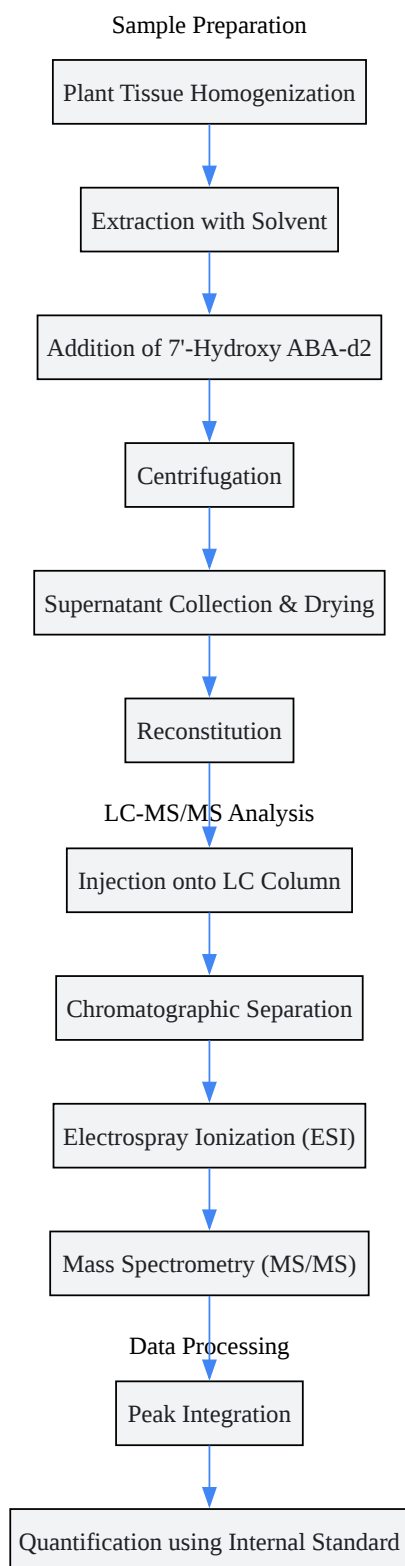 Sample Preparation
Plant Tissue Homogenization
Extraction with Solvent
Addition of 7'-Hydroxy ABA-d2
Centrifugation
Supernatant Collection & Drying
Reconstitution
LC-MS/MS Analysis
Injection onto LC Column
Chromatographic Separation
Electrospray Ionization (ESI)
Mass Spectrometry (MS/MS)
Data Processing
Peak Integration
Quantification using Internal Standard